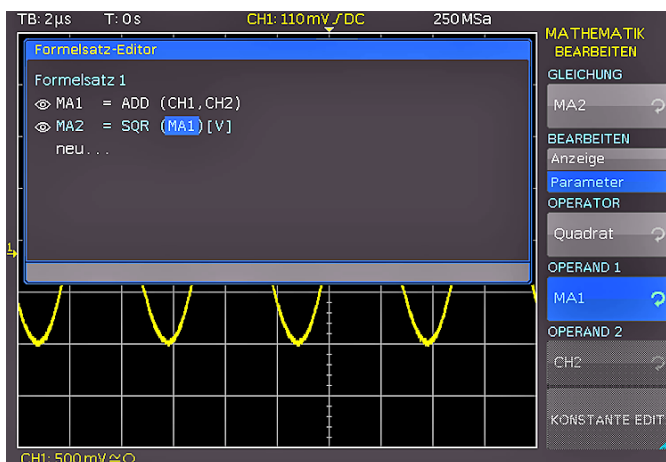 TB: 2µs T: 0s CH1: 110mV / DC 250MSa
Formelsatz-Editor
Formelsatz 1
MA1 = ADD (CH1,CH2)
MA2 = SQR (MA1)[V]
neu...
1
CH1: 500mV
MATHEMATIK
BEARBEITEN
GLEICHUNG
MA2
BEARBEITEN
Anzeige
Parameter
OPERATOR
Quadrat
OPERAND 1
MA1
OPERAND 2
CH2
KONSTANTE EDIT